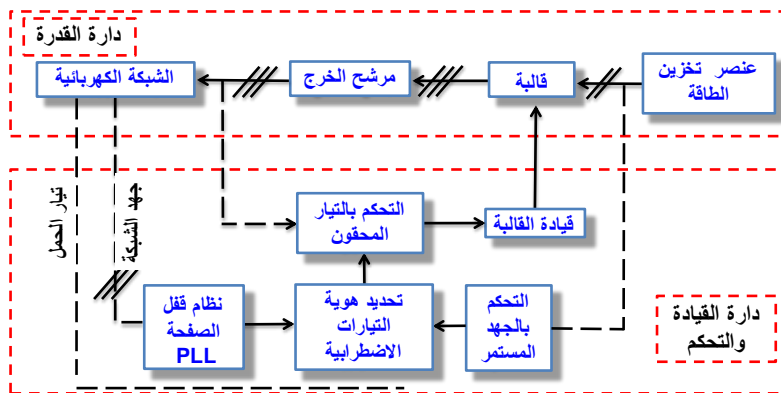 دارة القدرة
عنصر تخزين
الطاقة
قالبة
مرشح الخرج
الشبكة الكهربائية
تيار الحمل
جهد الشبكة
التحكم بالتيار
المحقون
قيادة القالبة
دارة القيادة
والتحكم
التحكم
بالجهد
المستمر
تحديد هوية
التيارات
الاضطرابية
نظام قفل
الصفحة
PLL